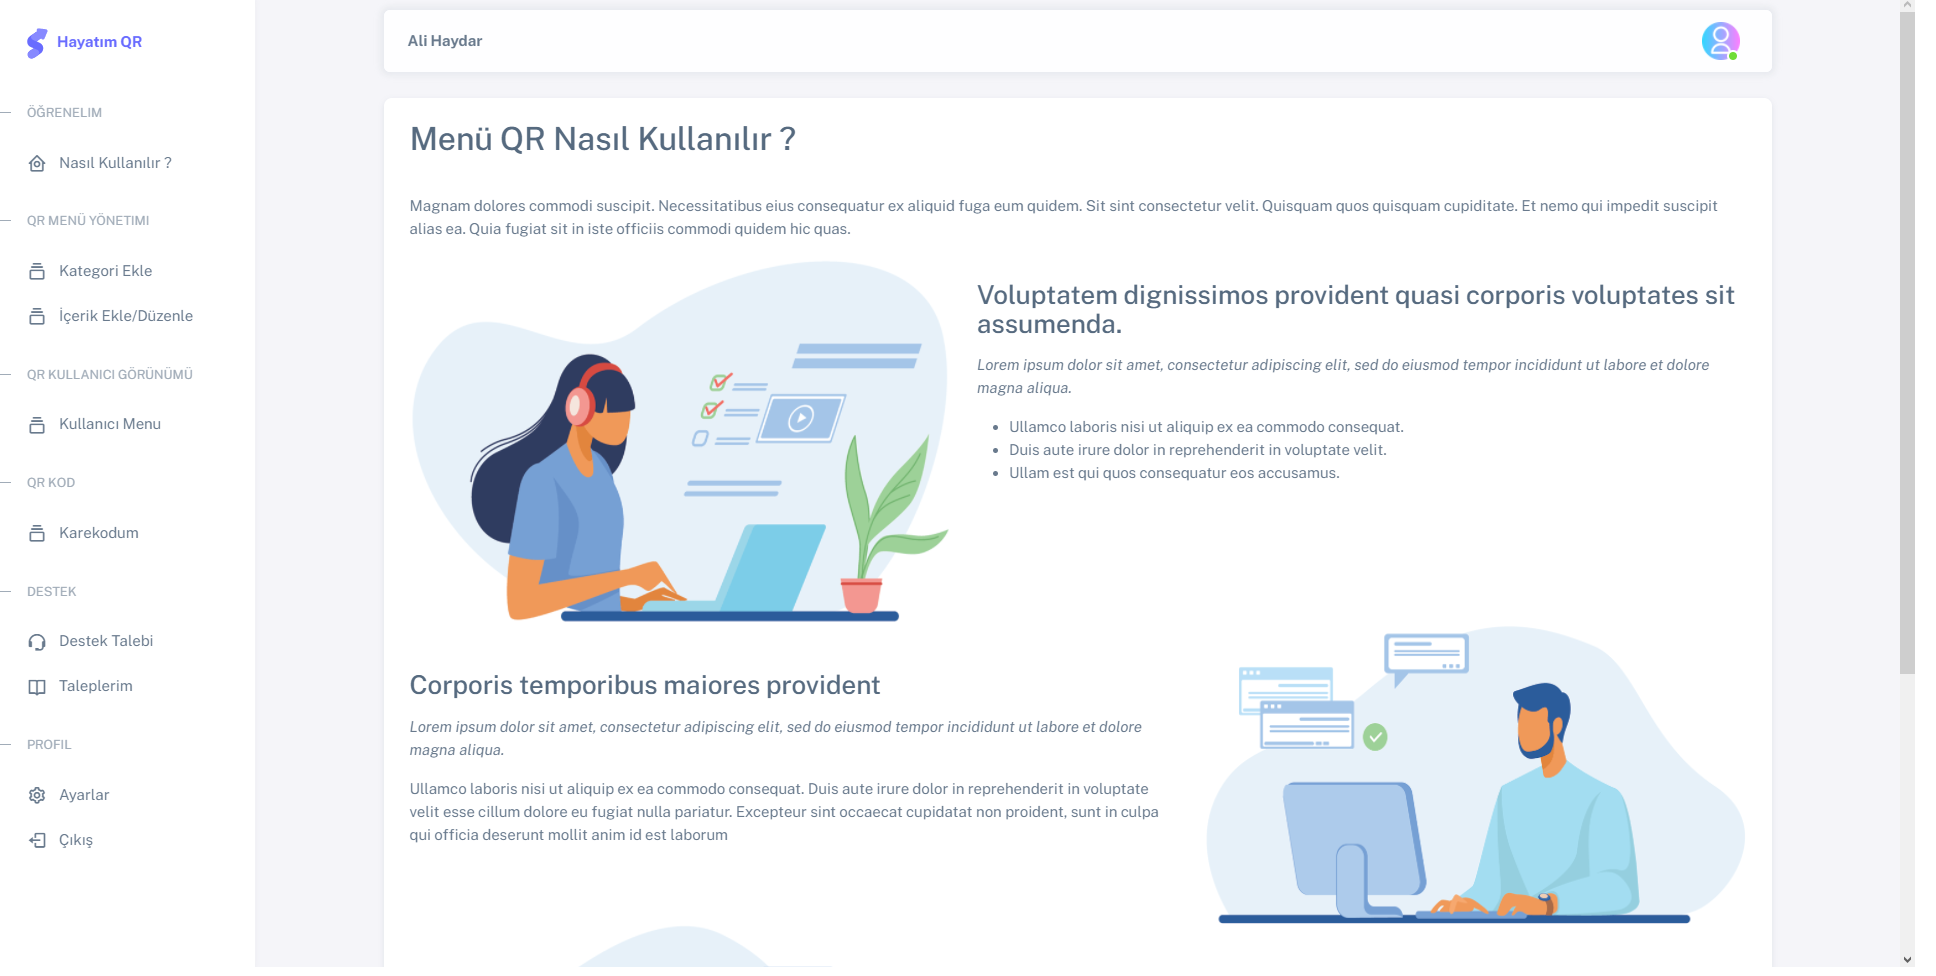 Hayatım QR
ÖĞRENELIM
Nasıl Kullanılır ?
QR MENÜ YÖNETIMI
Kategori Ekle
İçerik Ekle/Düzenle
QR KULLANICI GÖRÜNÜMÜ
Kullanıcı Menu
QR KOD
Karekodum
DESTEK
Destek Talebi
Taleplerim
PROFIL
Ayarlar
Çıkış
Ali Haydar
Menü QR Nasıl Kullanılır ?
Magnam dolores commodi suscipit. Necessitatibus eius consequatur ex aliquid fuga eum quidem. Sit sint consectetur velit. Quisquam quos quisquam cupiditate. Et nemo qui impedit suscipit
alias ea. Quia fugiat sit in iste officiis commodi quidem hic quas.
Voluptatem dignissimos provident quasi corporis voluptates sit
assumenda.
Lorem ipsum dolor sit amet, consectetur adipiscing elit, sed do eiusmod tempor incididunt ut labore et dolore
magna aliqua.
• Ullamco laboris nisi ut aliquip ex ea commodo consequat.
• Duis aute irure dolor in reprehenderit in voluptate velit.
• Ullam est qui quos consequatur eos accusamus.
Corporis temporibus maiores provident
Lorem ipsum dolor sit amet, consectetur adipiscing elit, sed do eiusmod tempor incididunt ut labore et dolore
magna aliqua.
Ullamco laboris nisi ut aliquip ex ea commodo consequat. Duis aute irure dolor in reprehenderit in voluptate
velit esse cillum dolore eu fugiat nulla pariatur. Excepteur sint occaecat cupidatat non proident, sunt in culpa
qui officia deserunt mollit anim id est laborum